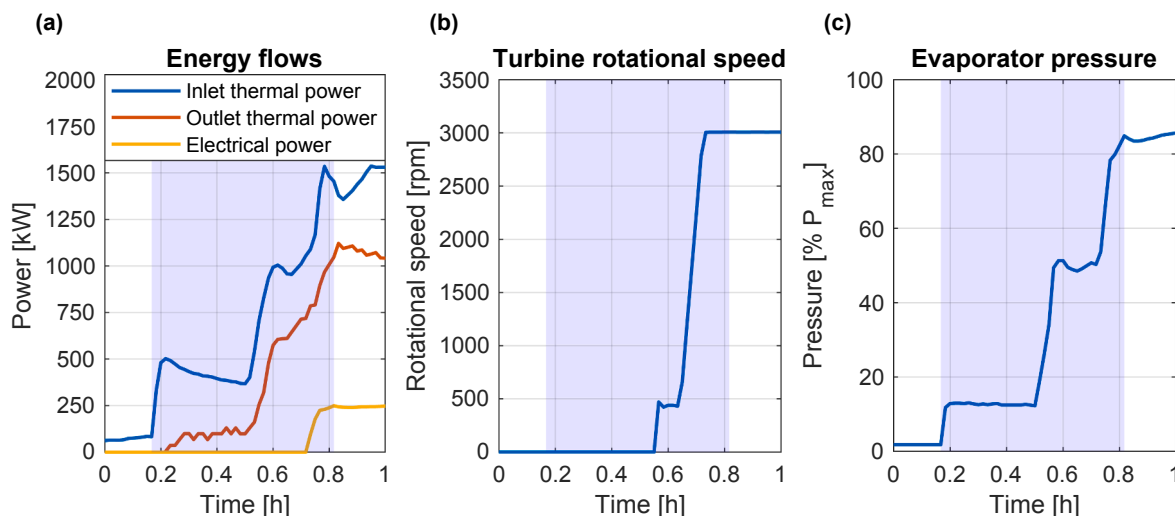 (a)
Energy flows
2000
1750
1500
1250
1000
750
500
250
0
Power [kW]
Inlet thermal power
Outlet thermal power
Electrical power
0 0.2 0.4 0.6 0.8 1
Time [h]
(b)
Turbine rotational speed
3500
3000
2500
2000
1500
1000
500
0
Rotational speed [rpm]
0 0.2 0.4 0.6 0.8 1
Time [h]
(c)
Evaporator pressure
100
80
60
40
20
0
Pressure [% P_max]
0 0.2 0.4 0.6 0.8 1
Time [h]